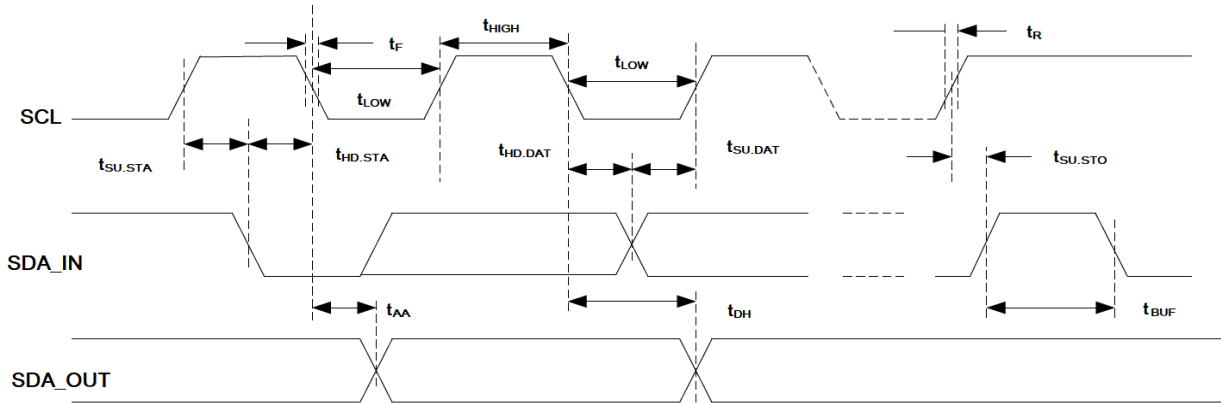 tF
tHIGH
tR
tLOW
tLOW
SCL
tSU.STA
tHD.STA
tHD.DAT
tSU.DAT
tSU.STO
SDA_IN
tAA
tDH
tBUF
SDA_OUT